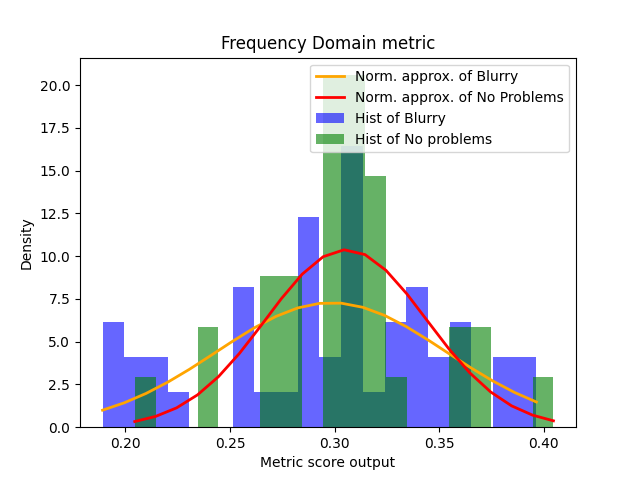 Frequency Domain metric
Norm. approx. of Blurry
Norm. approx. of No Problems
Hist of Blurry
Hist of No problems
Density
20.0
17.5
15.0
12.5
10.0
7.5
5.0
2.5
0.0
0.20 0.25 0.30 0.35 0.40
Metric score output